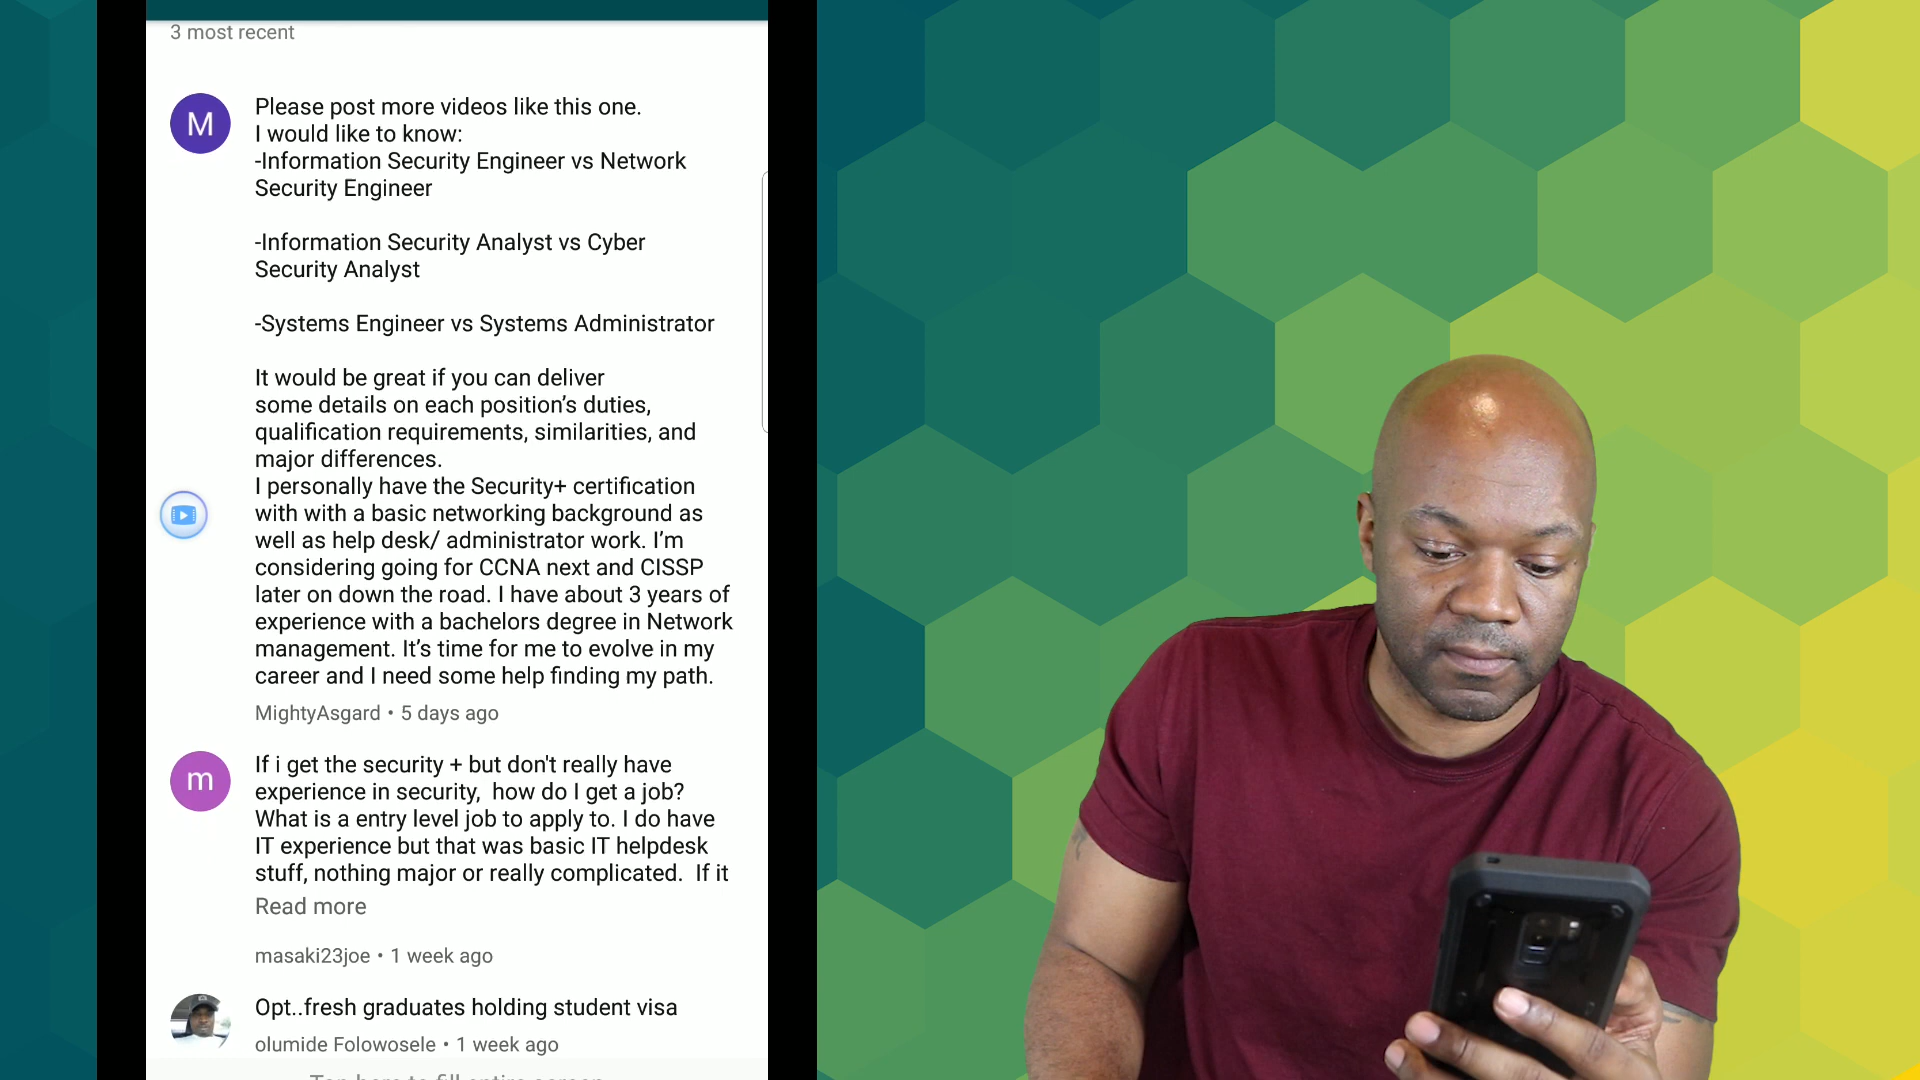 3 most recent
M
Please post more videos like this one.
I would like to know:
-Information Security Engineer vs Network
Security Engineer
-Information Security Analyst vs Cyber
Security Analyst
-Systems Engineer vs Systems Administrator
It would be great if you can deliver
some details on each position’s duties,
qualification requirements, similarities, and
major differences.
I personally have the Security+ certification
with with a basic networking background as
well as help desk/ administrator work. I’m
considering going for CCNA next and CISSP
later on down the road. I have about 3 years of
experience with a bachelors degree in Network
management. It’s time for me to evolve in my
career and I need some help finding my path.
MightyAsgard • 5 days ago
m
If i get the security + but don't really have
experience in security,  how do I get a job?
What is a entry level job to apply to. I do have
IT experience but that was basic IT helpdesk
stuff, nothing major or really complicated.  If it
Read more
masaki23joe • 1 week ago
Opt..fresh graduates holding student visa
olumide Folowosele • 1 week ago
Tap here to fill entire screen